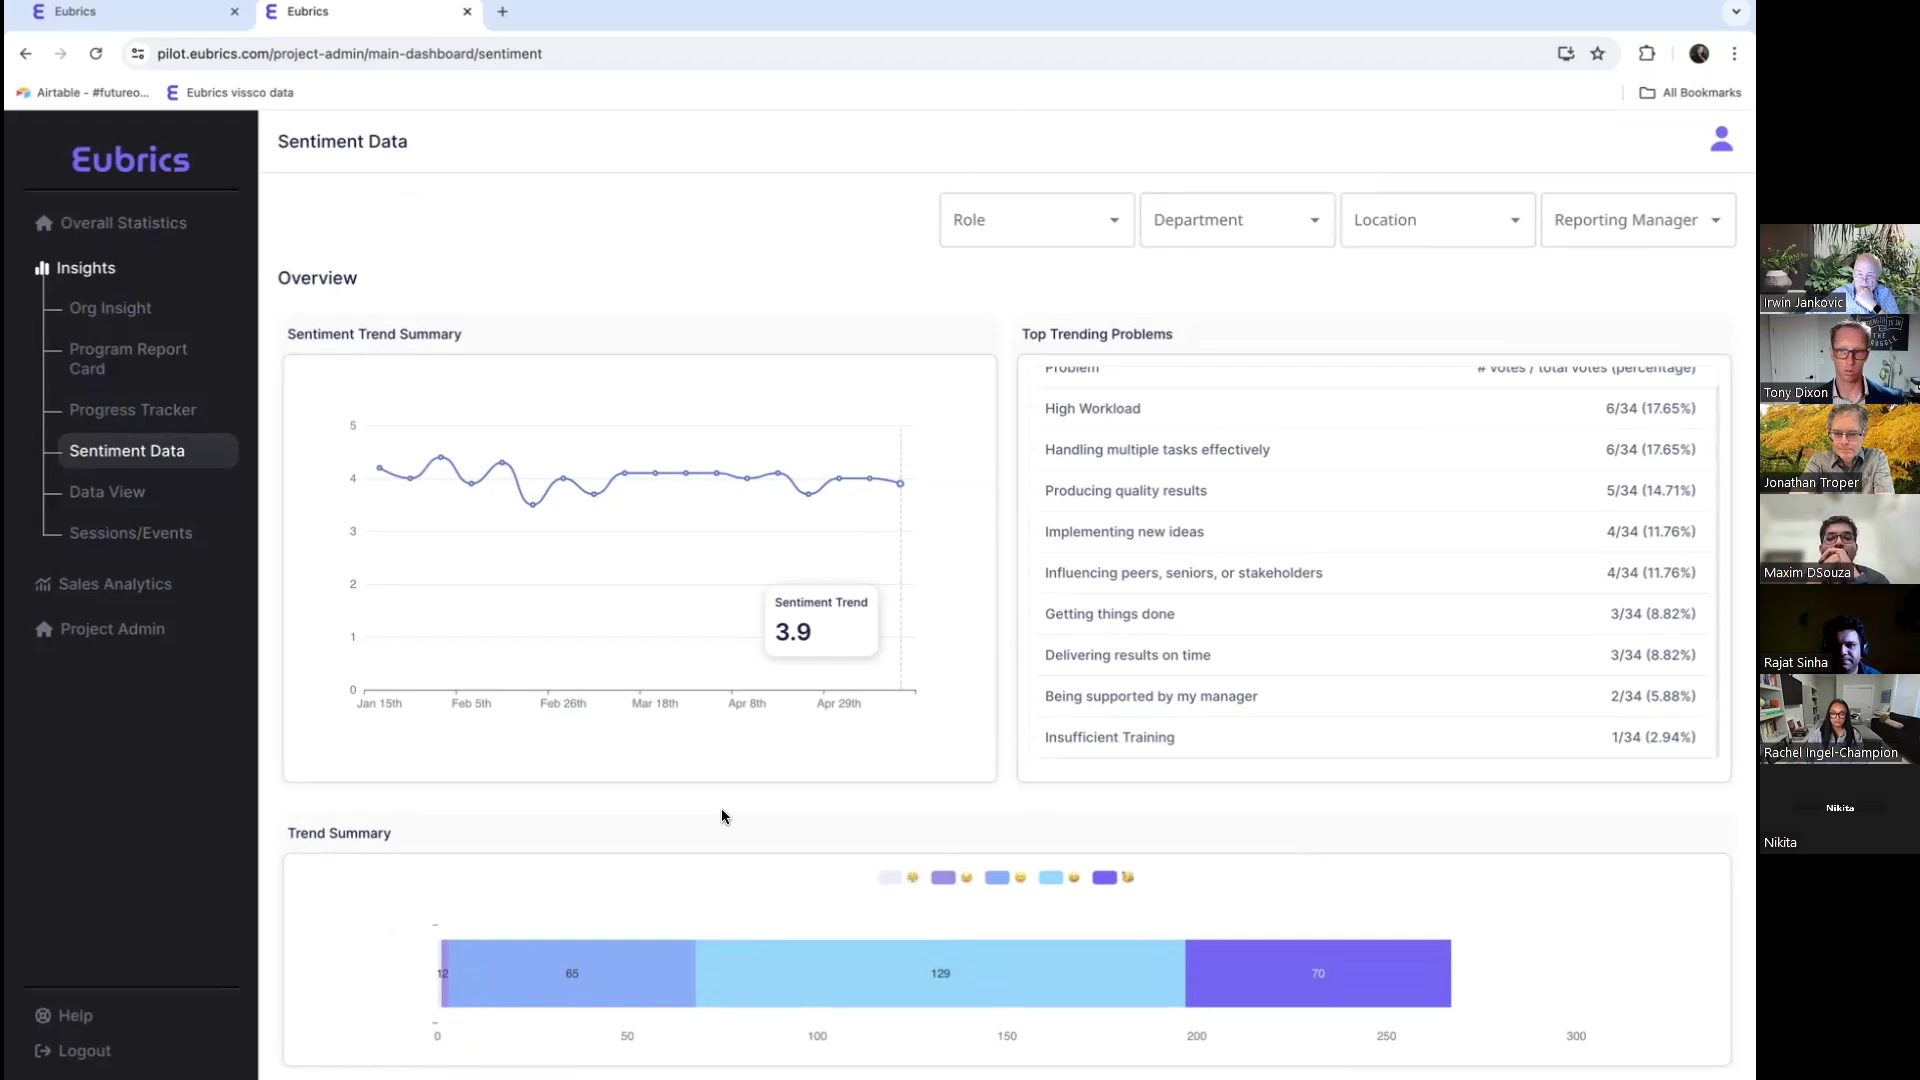 Eubrics
Eubrics
pilot.eubrics.com/project-admin/main-dashboard/sentiment
Airtable - #futureo...
Eubrics vissco data
All Bookmarks
Eubrics
Overall Statistics
Insights
Org Insight
Program Report
Card
Progress Tracker
Sentiment Data
Data View
Sessions/Events
Sales Analytics
Project Admin
Help
Logout
Sentiment Data
Role
Department
Location
Reporting Manager
Overview
Sentiment Trend Summary
5
4
3
2
1
0
Jan 15th
Feb 5th
Feb 26th
Mar 18th
Apr 8th
Apr 29th
Sentiment Trend
3.9
Top Trending Problems
Problem # votes / total votes (percentage)
High Workload 6/34 (17.65%)
Handling multiple tasks effectively 6/34 (17.65%)
Producing quality results 5/34 (14.71%)
Implementing new ideas 4/34 (11.76%)
Influencing peers, seniors, or stakeholders 4/34 (11.76%)
Getting things done 3/34 (8.82%)
Delivering results on time 3/34 (8.82%)
Being supported by my manager 2/34 (5.88%)
Insufficient Training 1/34 (2.94%)
Trend Summary
12 65 129 70
0 50 100 150 200 250 300
Irwin Jankovic
Tony Dixon
Jonathan Troper
Maxim DSouza
Rajat Sinha
Rachel Ingel-Champion
Nikita
Nikita